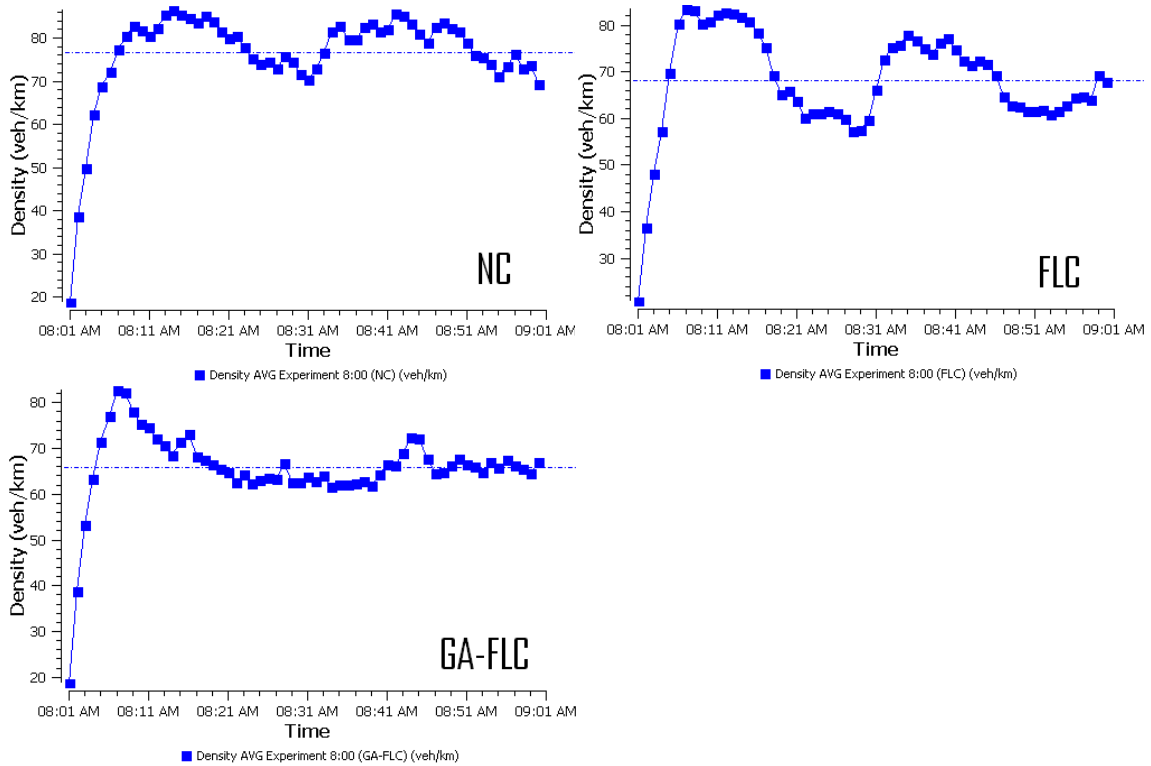 Density (veh/km)
80
70
60
50
40
30
20
NC
08:01 AM 08:11 AM 08:21 AM 08:31 AM 08:41 AM 08:51 AM 09:01 AM
Time
Density AVG Experiment 8:00 (NC) (veh/km)
Density (veh/km)
80
70
60
50
40
30
FLC
08:01 AM 08:11 AM 08:21 AM 08:31 AM 08:41 AM 08:51 AM 09:01 AM
Time
Density AVG Experiment 8:00 (FLC) (veh/km)
Density (veh/km)
80
70
60
50
40
30
20
GA-FLC
08:01 AM 08:11 AM 08:21 AM 08:31 AM 08:41 AM 08:51 AM 09:01 AM
Time
Density AVG Experiment 8:00 (GA-FLC) (veh/km)